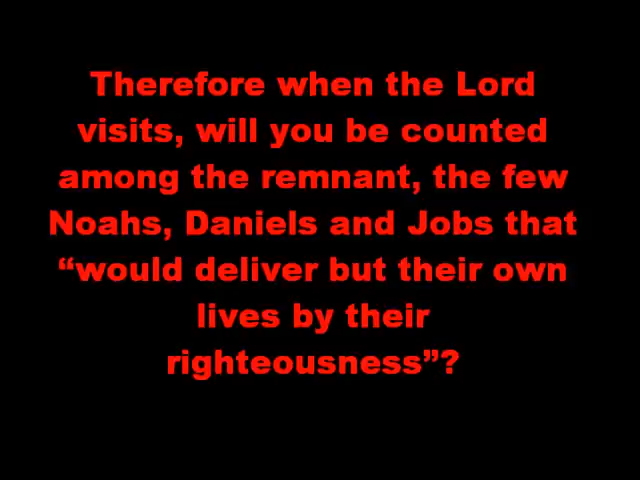 Therefore when the Lord
visits, will you be counted
among the remnant, the few
Noahs, Daniels and Jobs that
“would deliver but their own
lives by their
righteousness”?